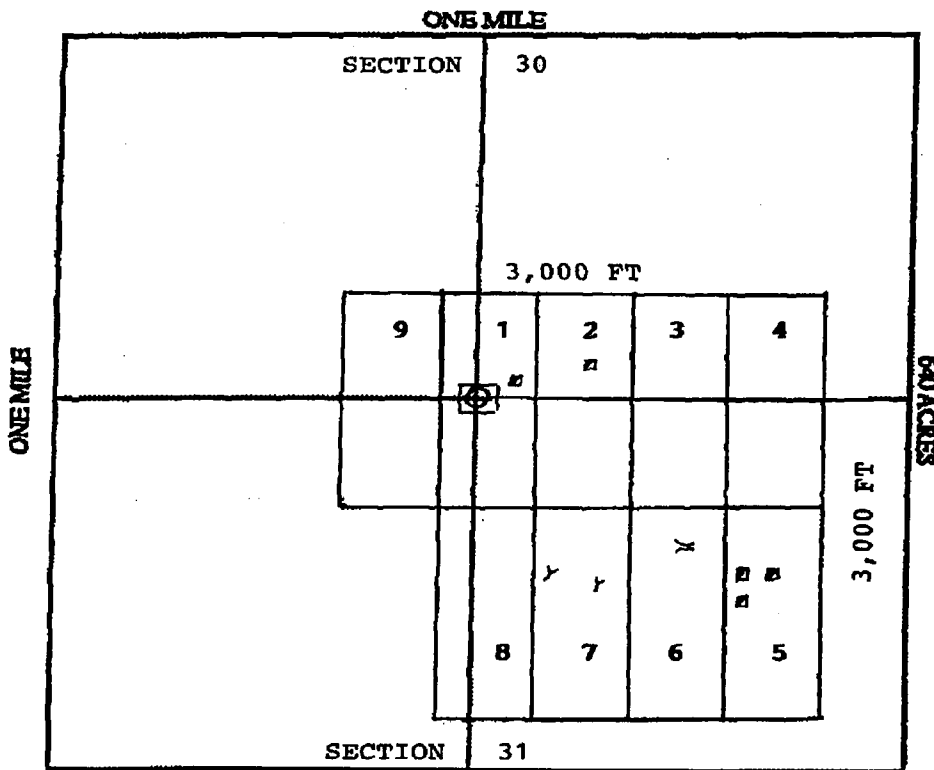 ONE MILE
SECTION 30
3,000 FT
9 1 2 3 4
ONE MILE
640 ACRES
3,000 FT
8 7 6 5
SECTION 31